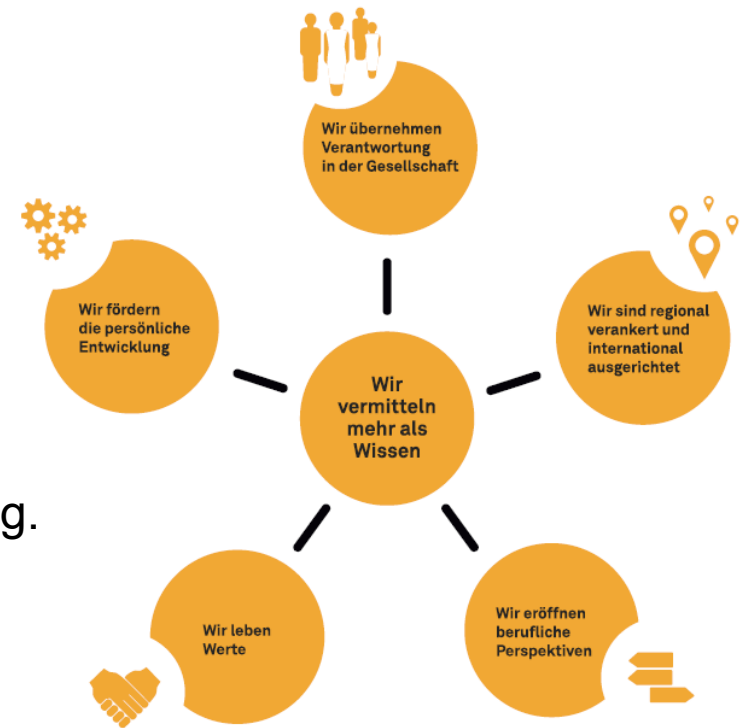 Wir übernehmen
Verantwortung
in der Gesellschaft
Wir fördern
die persönliche
Entwicklung
Wir sind regional
verankert und
international
ausgerichtet
Wir
vermitteln
mehr als
Wissen
g.
Wir leben
Werte
Wir eröffnen
berufliche
Perspektiven